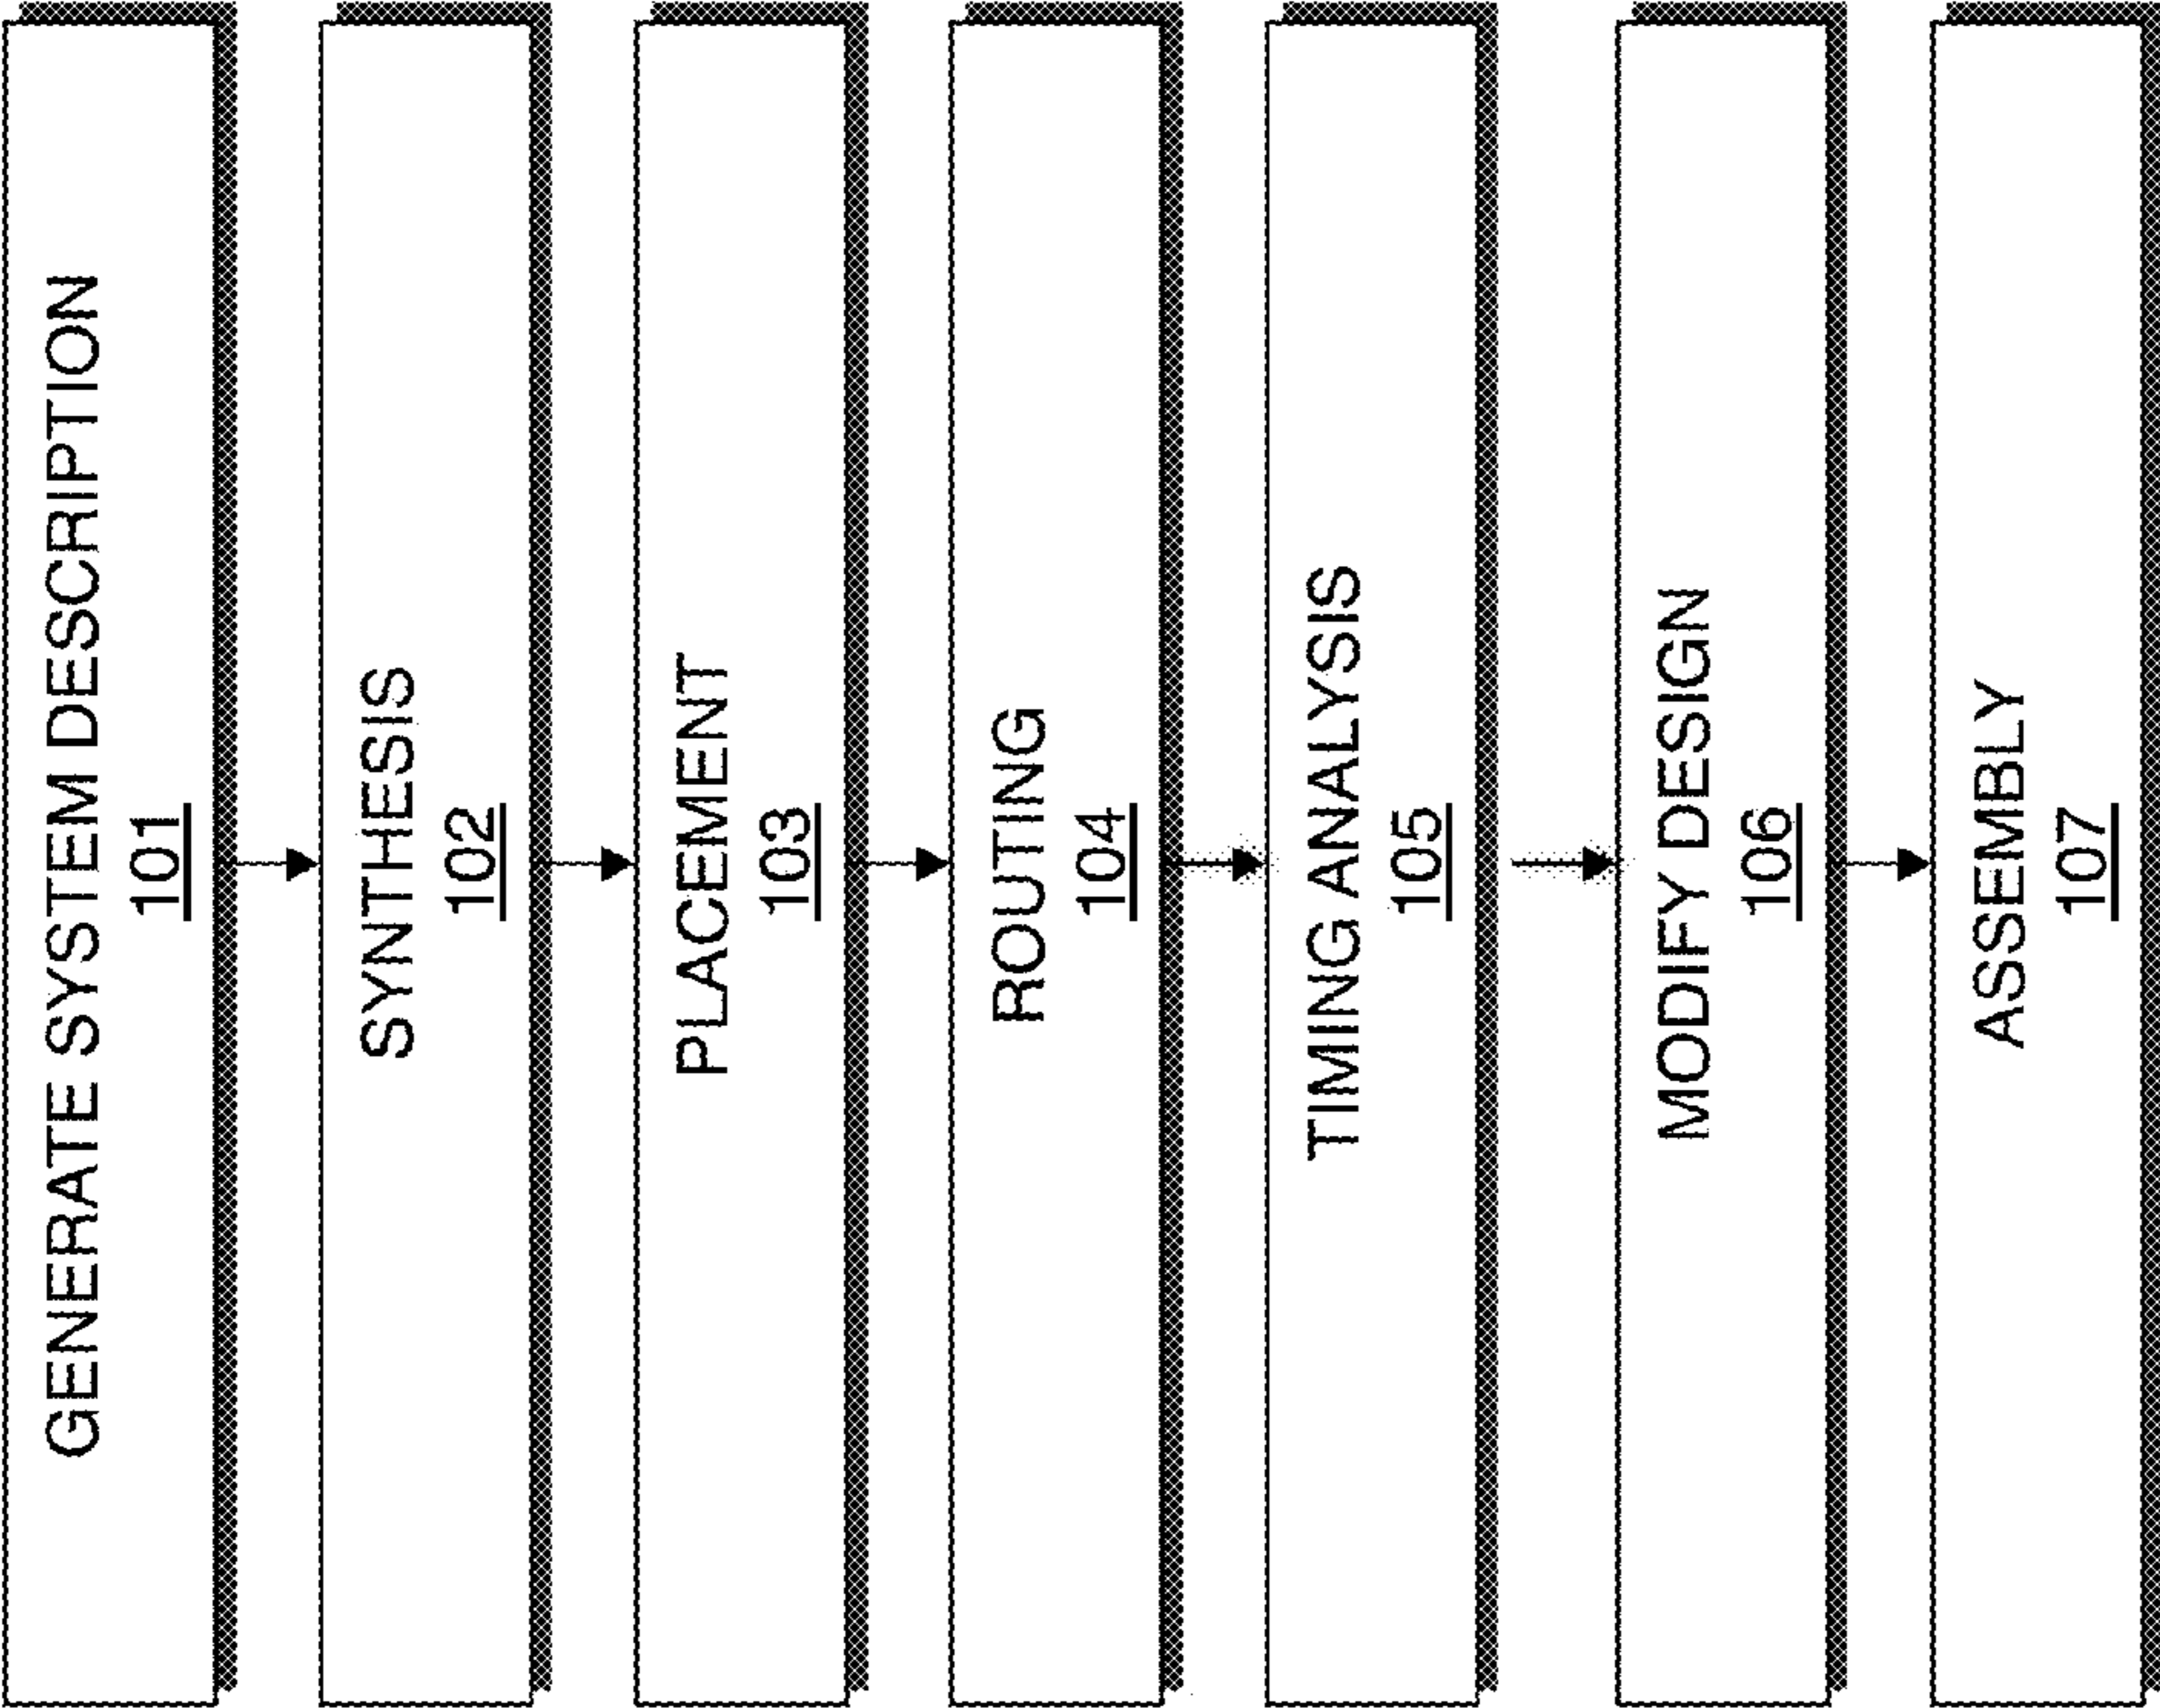 GENERATE SYSTEM DESCRIPTION
101
SYNTHESIS
102
PLACEMENT
103
ROUTING
104
TIMING ANALYSIS
105
MODIFY DESIGN
106
ASSEMBLY
107